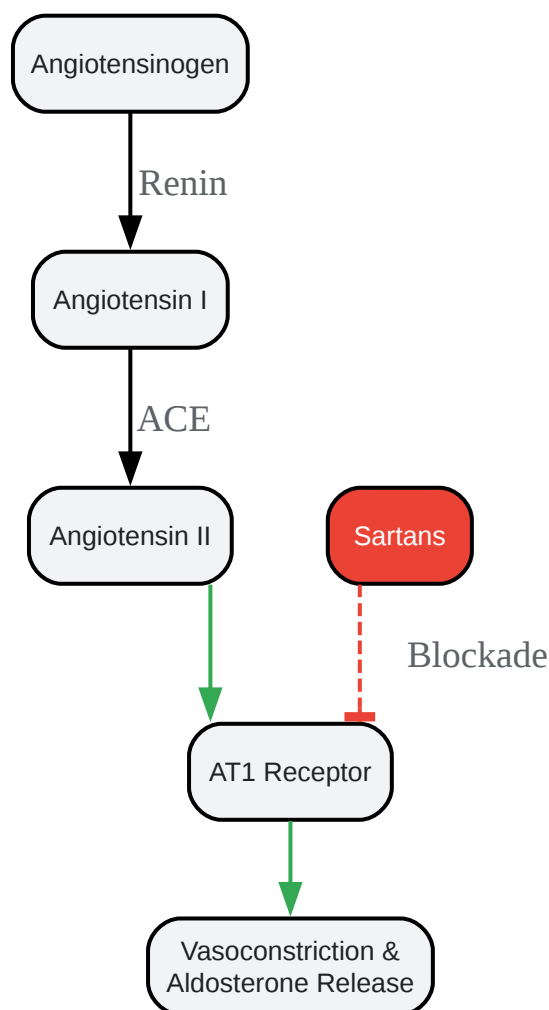 Angiotensinogen
Renin
Angiotensin I
ACE
Angiotensin II
Sartans
Blockade
AT1 Receptor
Vasoconstriction &
Aldosterone Release